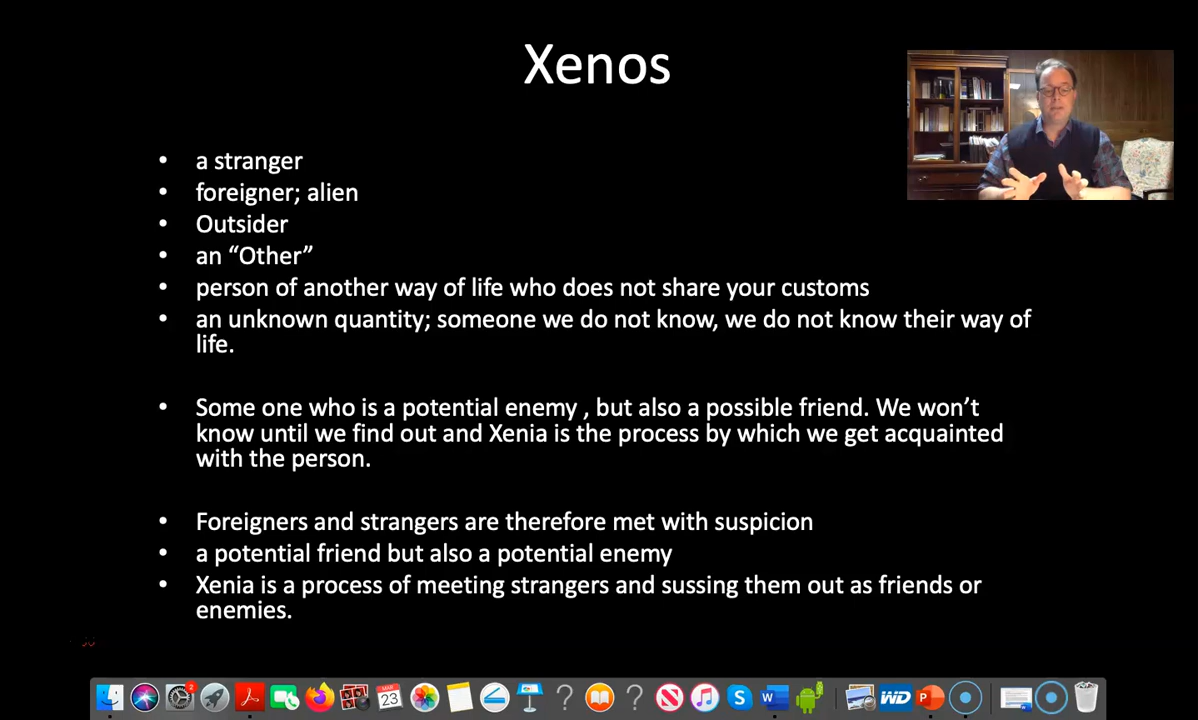 Xenos
• a stranger
• foreigner; alien
• Outsider
• an “Other”
• person of another way of life who does not share your customs
• an unknown quantity; someone we do not know, we do not know their way of
life.
• Some one who is a potential enemy , but also a possible friend. We won’t
know until we find out and Xenia is the process by which we get acquainted
with the person.
• Foreigners and strangers are therefore met with suspicion
• a potential friend but also a potential enemy
• Xenia is a process of meeting strangers and sussing them out as friends or
enemies.
2
MAR
23
? ? S W WD P